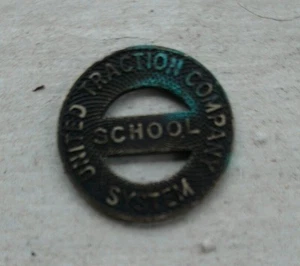 UNITED TRACTION COMPANY
SCHOOL
SYSTEM